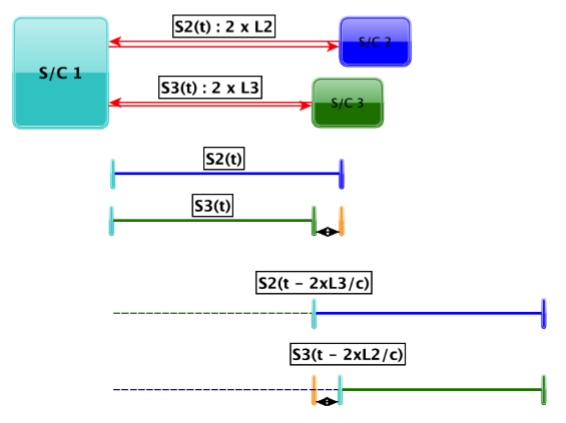 S2(t) : 2 x L2
S/C 1
S/C 2
S3(t) : 2 x L3
S/C 3
S2(t)
S3(t)
S2(t - 2xL3/c)
S3(t - 2xL2/c)